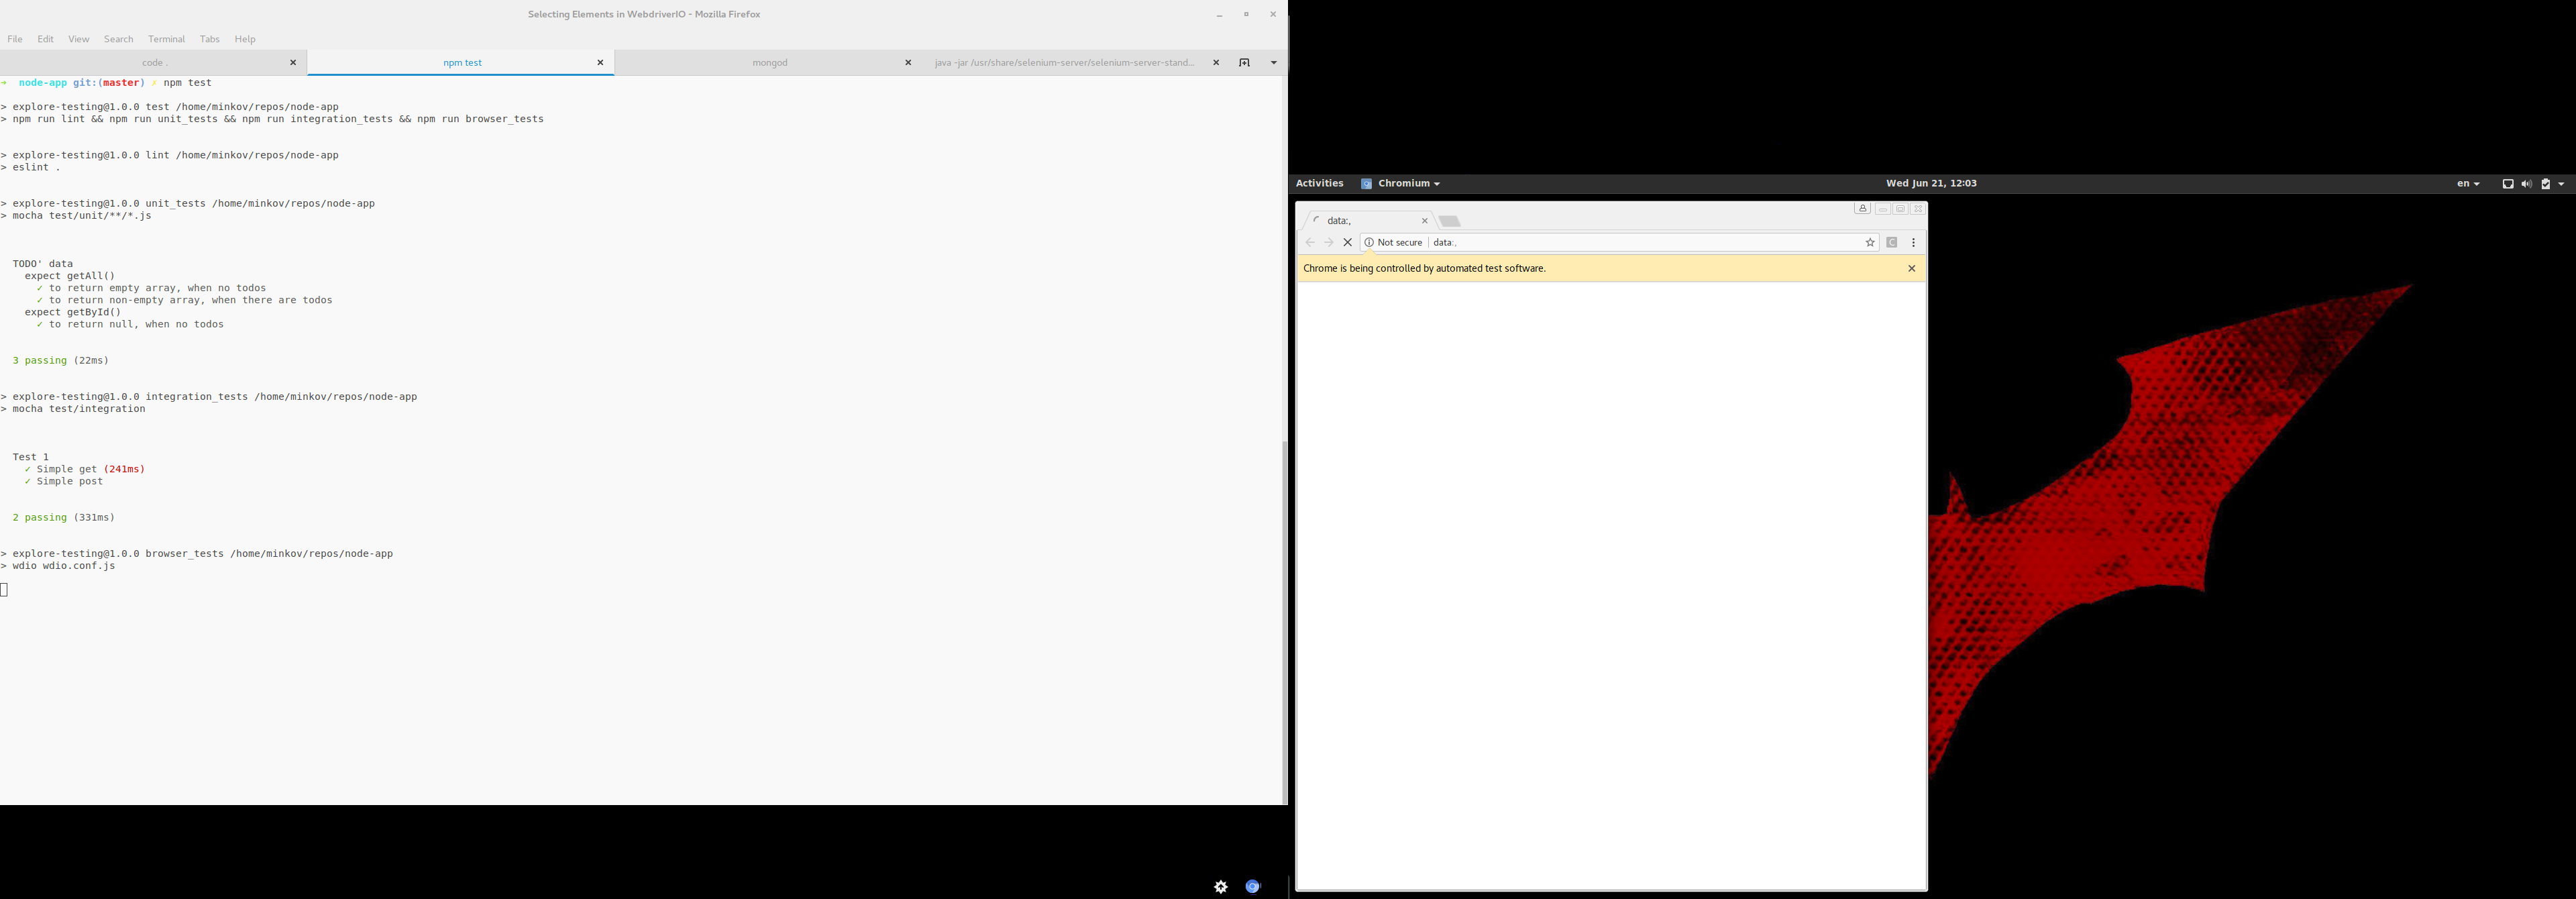 Selecting Elements in WebdriverIO - Mozilla Firefox
File Edit View Search Terminal Tabs Help
code .
npm test
mongod
java -jar /usr/share/selenium-server/selenium-server-stand...
→ node-app git:(master) ✗ npm test
> explore-testing@1.0.0 test /home/minkov/repos/node-app
> npm run lint && npm run unit_tests && npm run integration_tests && npm run browser_tests
> explore-testing@1.0.0 lint /home/minkov/repos/node-app
> eslint .
> explore-testing@1.0.0 unit_tests /home/minkov/repos/node-app
> mocha test/unit/**/*.js
TODO' data
expect getAll()
✓ to return empty array, when no todos
✓ to return non-empty array, when there are todos
expect getById()
✓ to return null, when no todos
3 passing (22ms)
> explore-testing@1.0.0 integration_tests /home/minkov/repos/node-app
> mocha test/integration
Test 1
✓ Simple get (241ms)
✓ Simple post
2 passing (331ms)
> explore-testing@1.0.0 browser_tests /home/minkov/repos/node-app
> wdio wdio.conf.js
Activities Chromium Wed Jun 21, 12:03 en
data:,
Not secure data:,
Chrome is being controlled by automated test software.